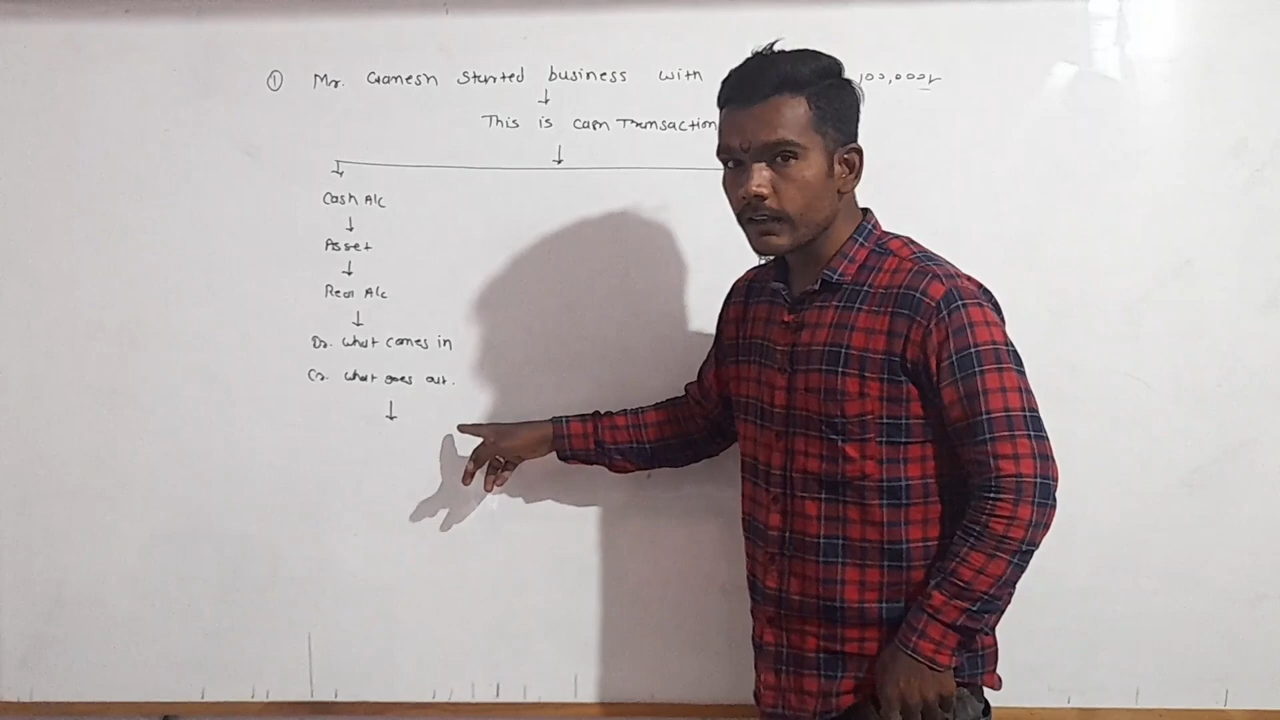 ① Mr. Ganesh Started business with 100,000/-
This is Cash Transaction
Cash A/c
Asset
Real A/c
Dr. What comes in
Cr. What goes out.